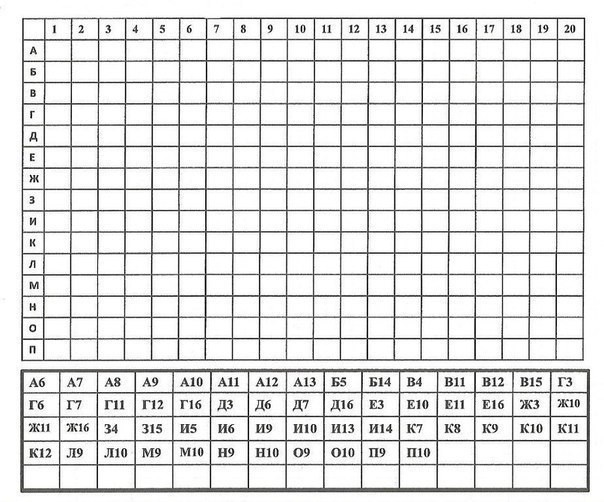 1 2 3 4 5 6 7 8 9 10 11 12 13 14 15 16 17 18 19 20
А
Б
В
Г
Д
Е
Ж
З
И
К
Л
М
Н
О
П
А6 А7 А8 А9 А10 А11 А12 А13 Б5 Б14 В4 В11 В12 В15 Г3
Г6 Г7 Г11 Г12 Г16 Д3 Д6 Д7 Д16 Е3 Е10 Е11 Е16 Ж3 Ж10
Ж11 Ж16 З4 З15 И5 И6 И9 И10 И13 И14 К7 К8 К9 К10 К11
К12 Л9 Л10 М9 М10 Н9 Н10 О9 О10 П9 П10